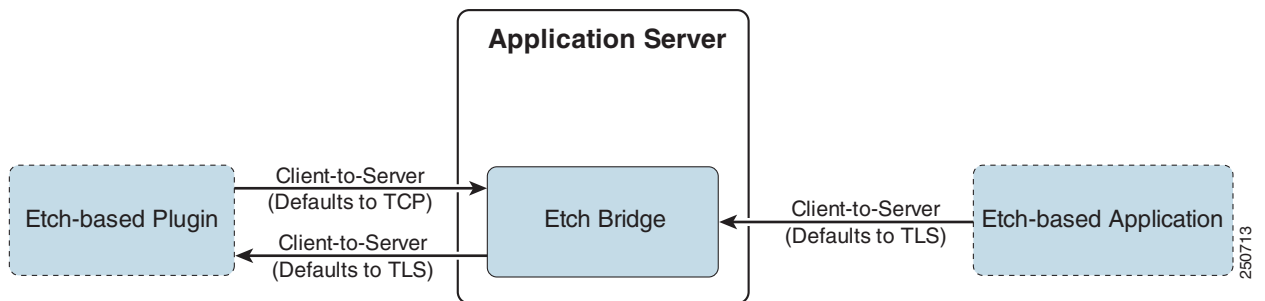 Application Server
Etch-based Plugin
Client-to-Server
(Defaults to TCP)
Client-to-Server
(Defaults to TLS)
Etch Bridge
Client-to-Server
(Defaults to TLS)
Etch-based Application
250713